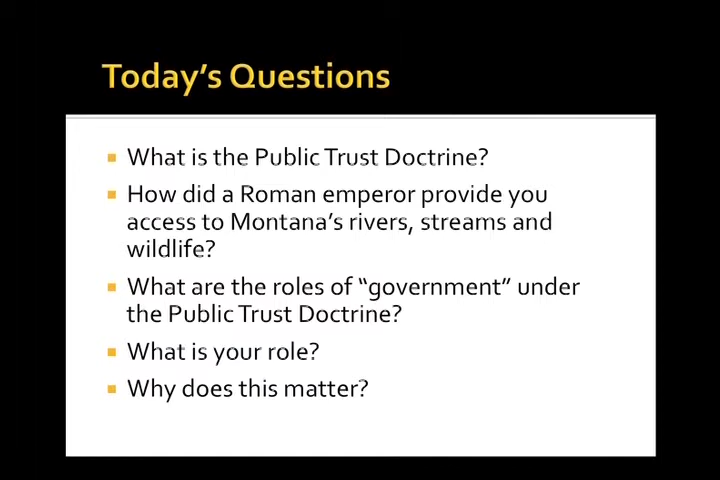 Today's Questions
What is the Public Trust Doctrine?
How did a Roman emperor provide you
access to Montana's rivers, streams and
wildlife?
What are the roles of “government” under
the Public Trust Doctrine?
What is your role?
Why does this matter?